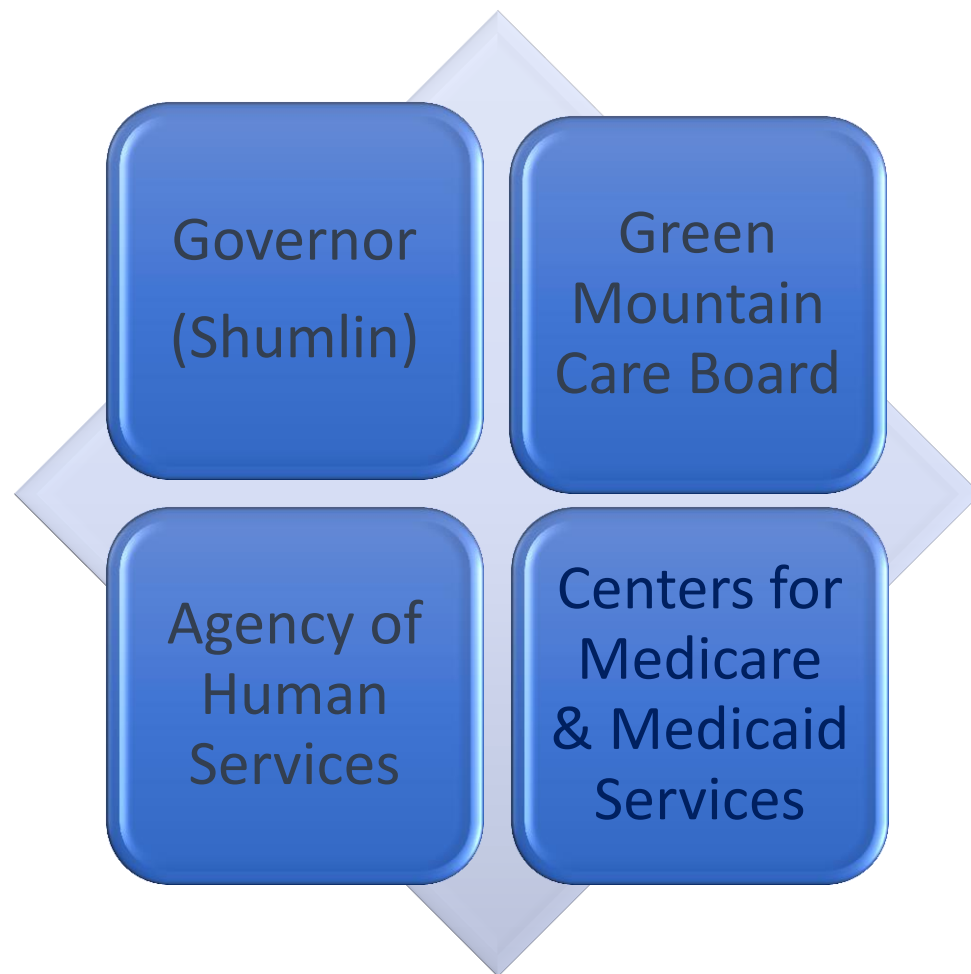 Governor
(Shumlin)
Green
Mountain
Care Board
Agency of
Human
Services
Centers for
Medicare
& Medicaid
Services